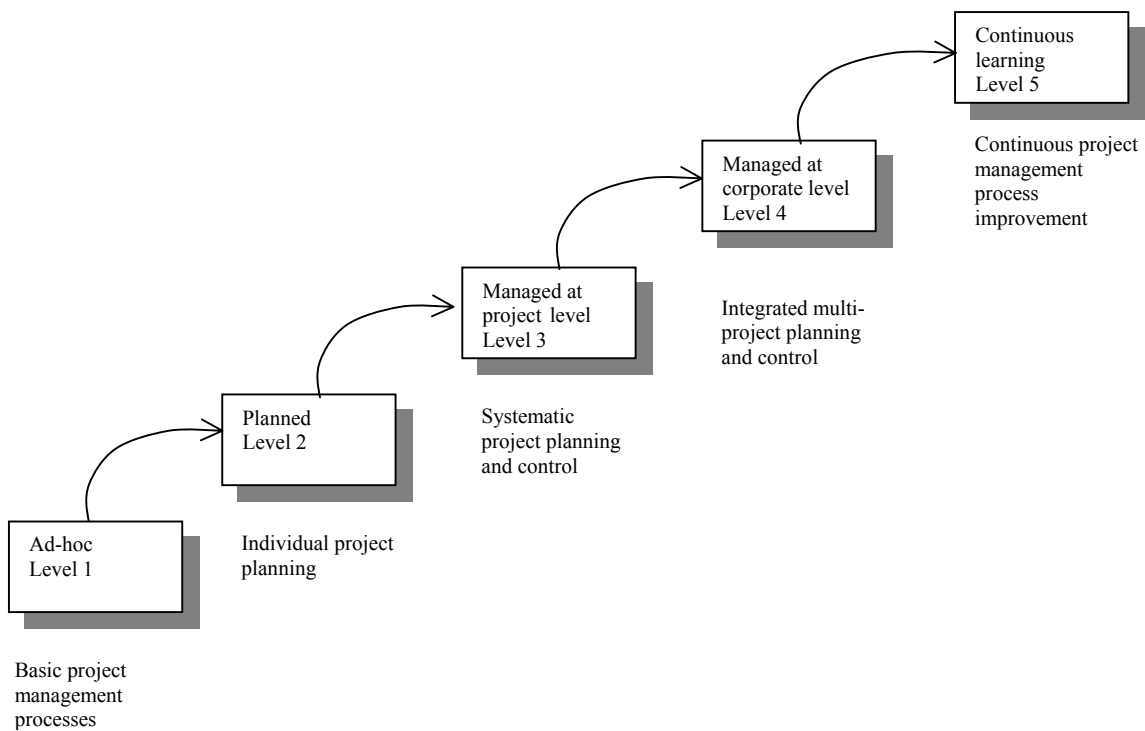 Continuous
learning
Level 5
Continuous project
management
process
improvement
Managed at
corporate level
Level 4
Integrated multi-
project planning
and control
Managed at
project level
Level 3
Systematic
project planning
and control
Planned
Level 2
Individual project
planning
Ad-hoc
Level 1
Basic project
management
processes